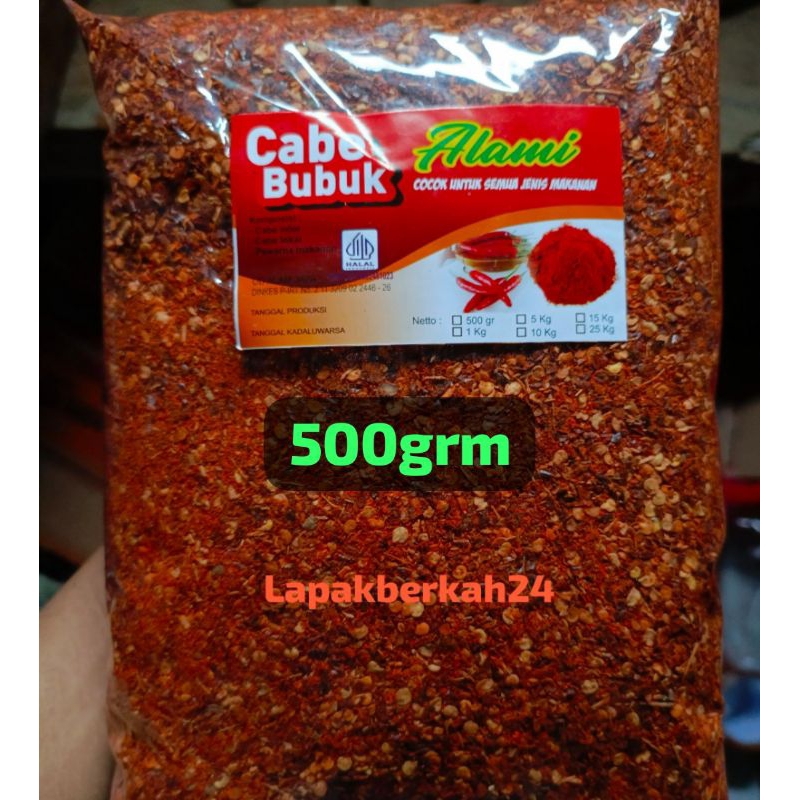 Cabe
Bubuk
Alami
COCOK UNTUK SEMUA JENIS MAKANAN
HALAL
TANGGAL PRODUKSI
TANGGAL KADALUWARSA
Netto :
500 gr
5 Kg
15 Kg
1 Kg
10 Kg
25 Kg
500grm
Lapakberkah24